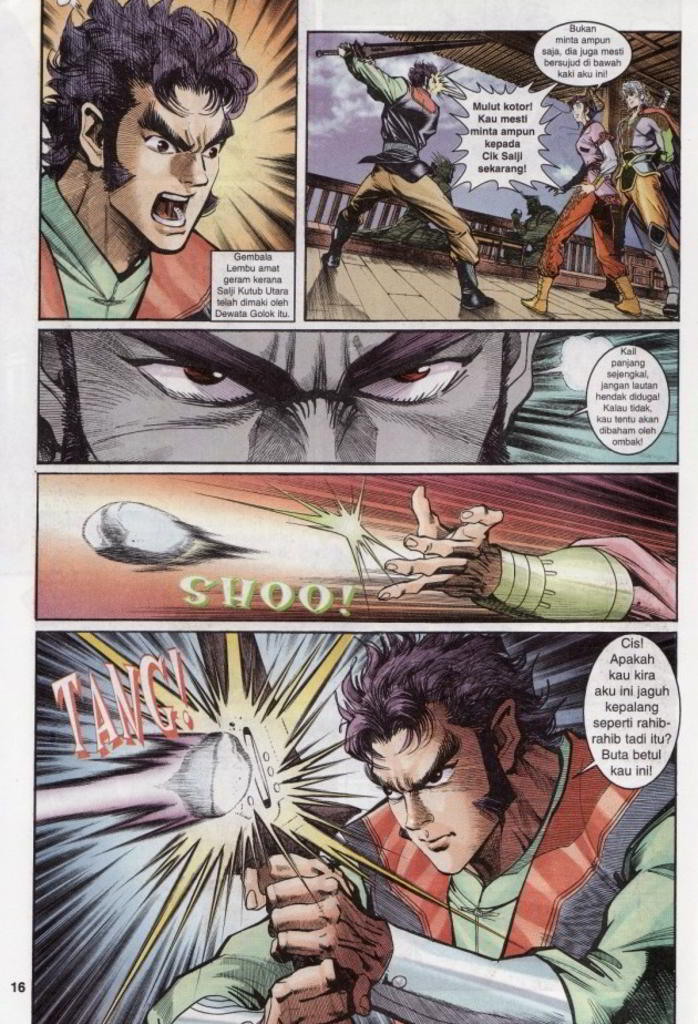 Gembala
Lembu amat
geram kerana
Salji Kutub Utara
telah dimaki oleh
Dewata Golok itu.
Bukan
minta ampun
saja, dia juga mesti
bersujud di bawah
kaki aku ini!
Mulut kotor!
Kau mesti
minta ampun
kepada
Cik Salji
sekarang!
Kail
panjang
sejengkal,
jangan lautan
hendak diduga!
Kalau tidak,
kau tentu akan
dibaham oleh
ombak!
SHOO!
TANG!
Cis!
Apakah
kau kira
aku ini jaguh
kepalang
seperti rahib-
rahib tadi itu?
Buta betul
kau ini!
16